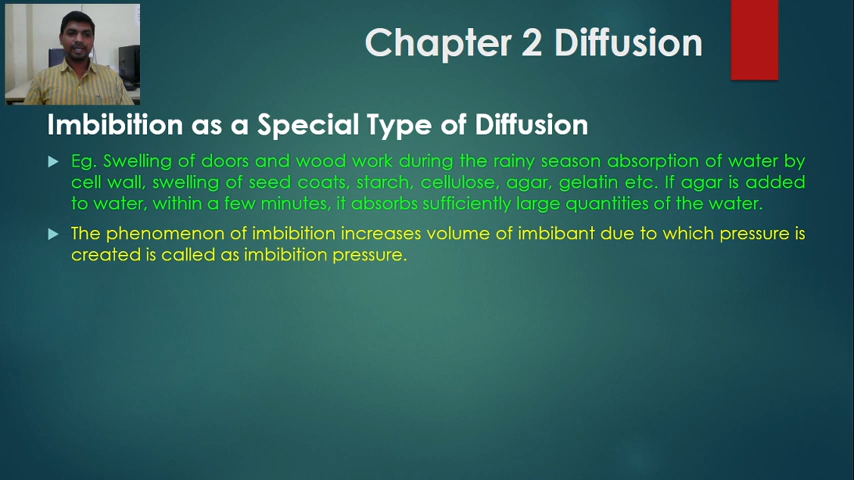 Chapter 2 Diffusion
Imbibition as a Special Type of Diffusion
Eg. Swelling of doors and wood work during the rainy season absorption of water by
cell wall, swelling of seed coats, starch, cellulose, agar, gelatin etc. If agar is added
to water, within a few minutes, it absorbs sufficiently large quantities of the water.
The phenomenon of imbibition increases volume of imbibant due to which pressure is
created is called as imbibition pressure.